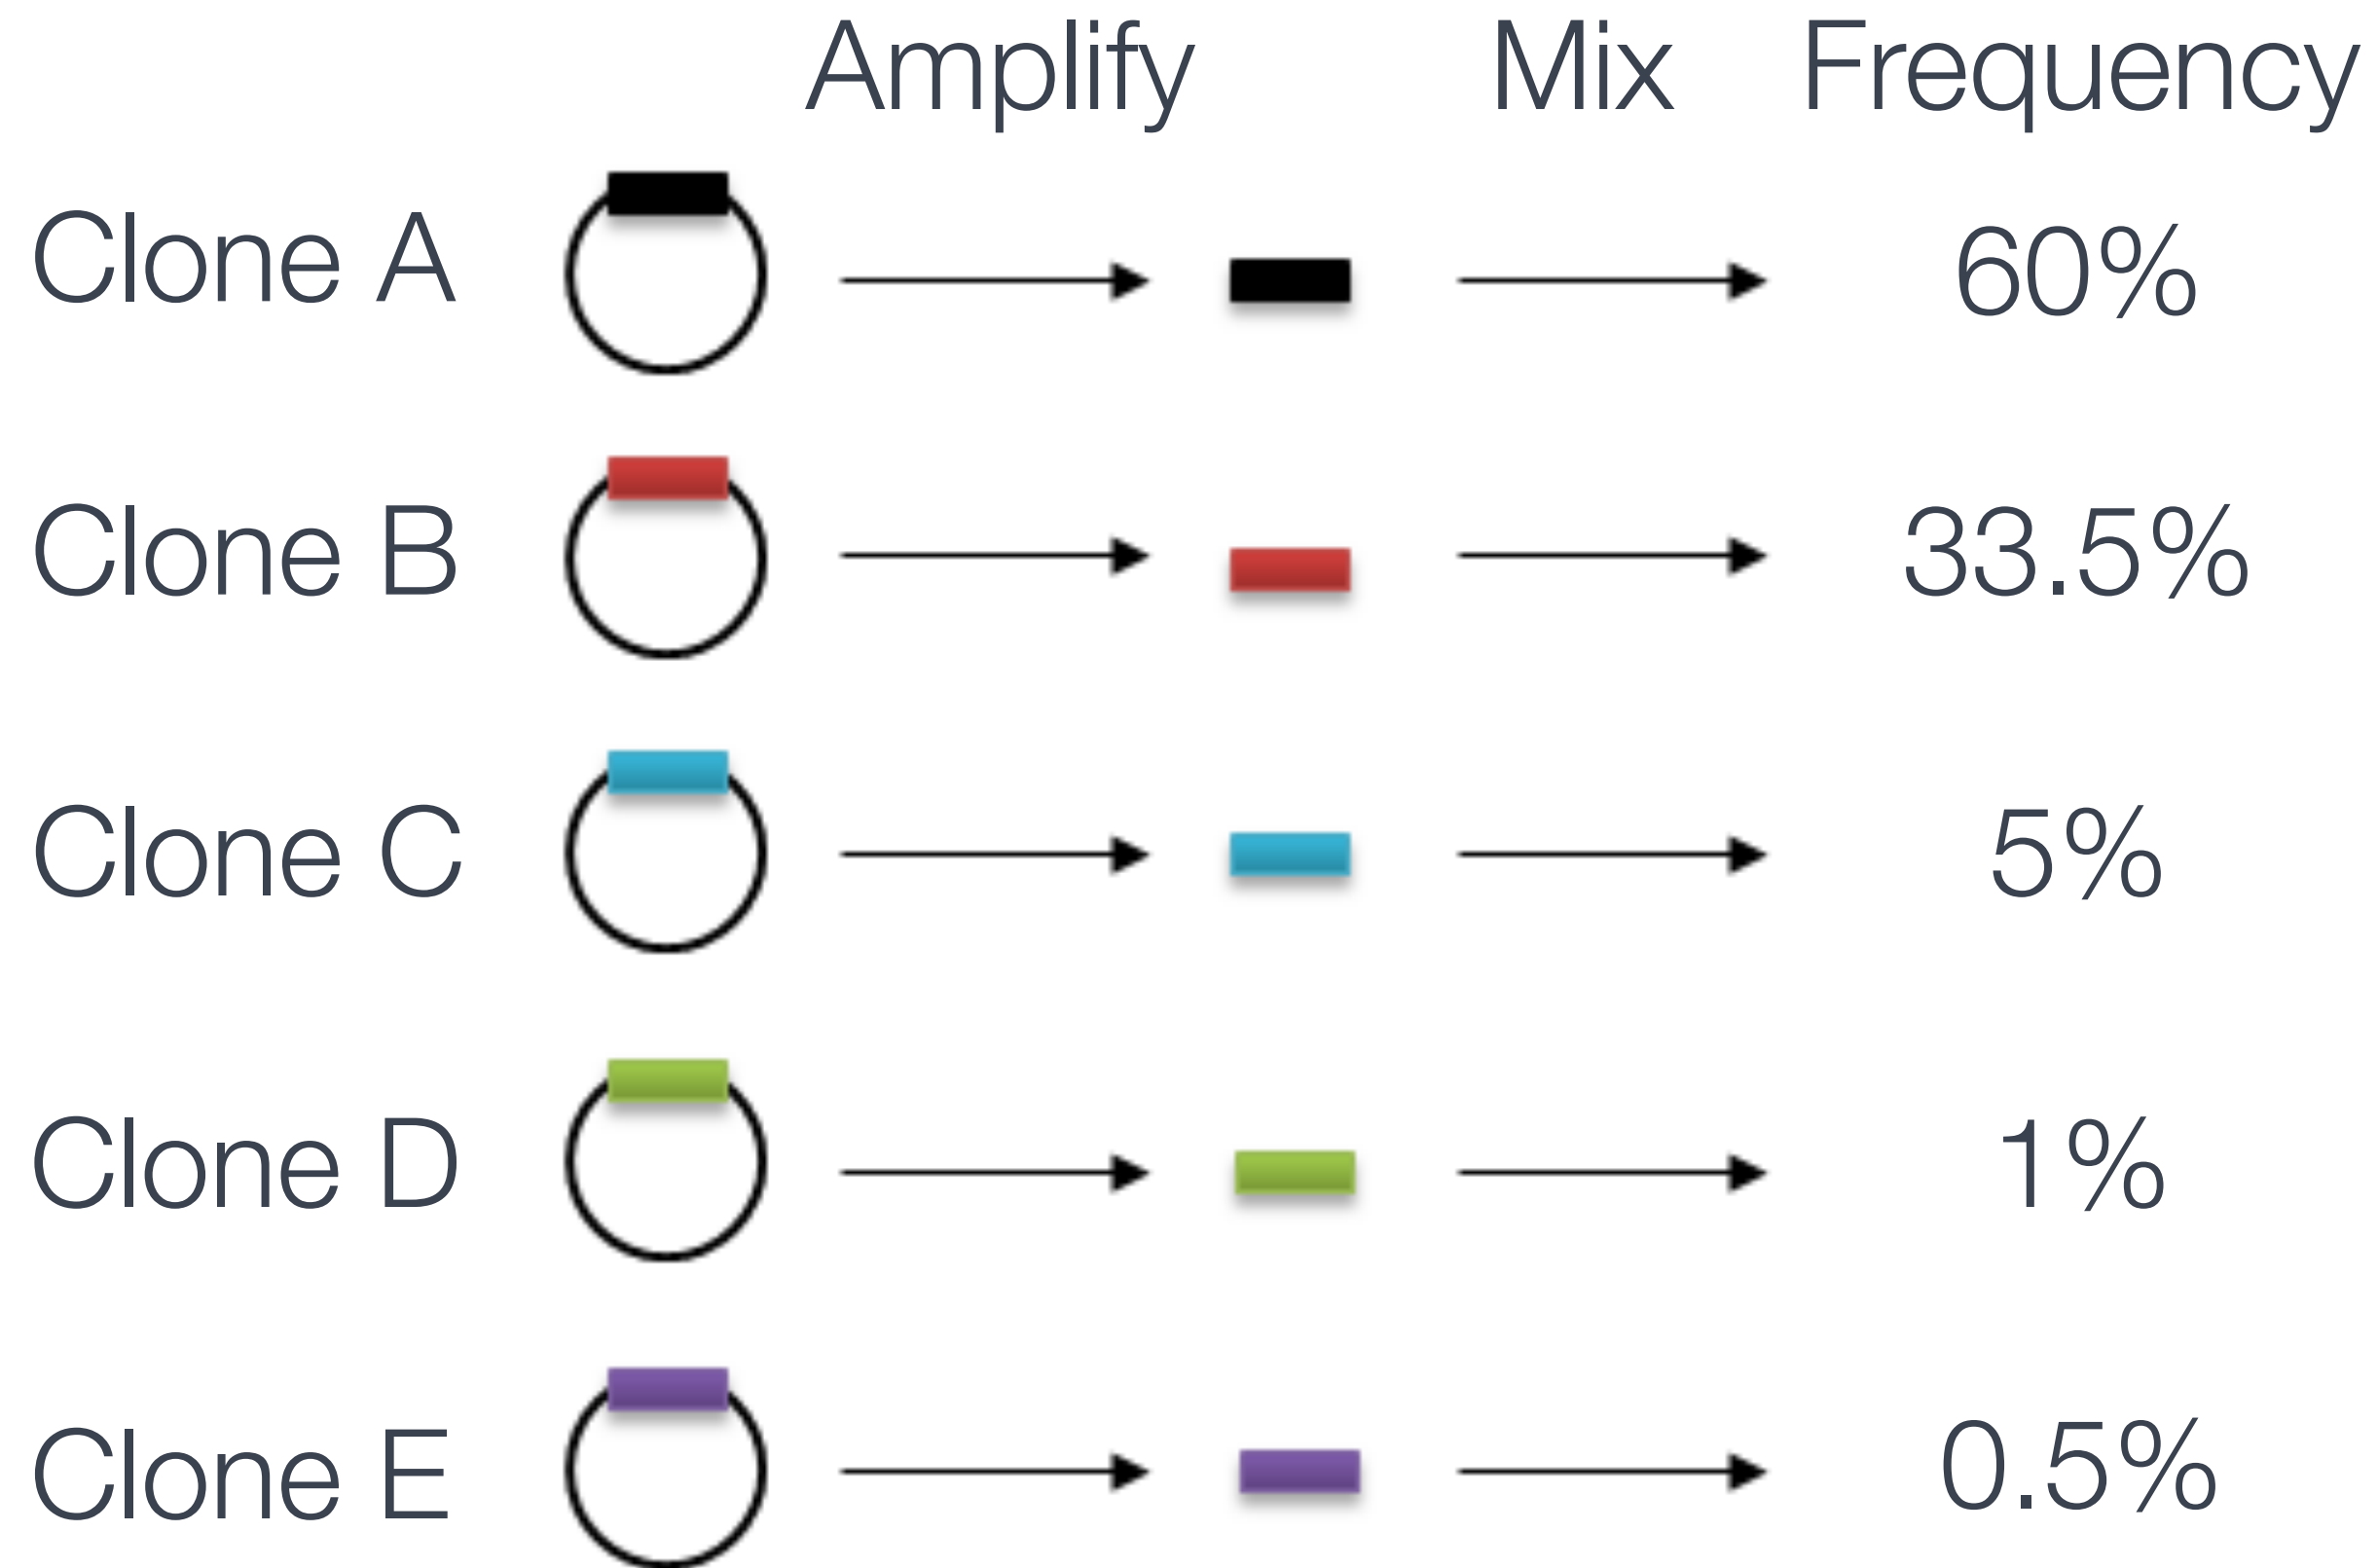 Amplify Mix Frequency
Clone A 60%
Clone B 33.5%
Clone C 5%
Clone D 1%
Clone E 0.5%